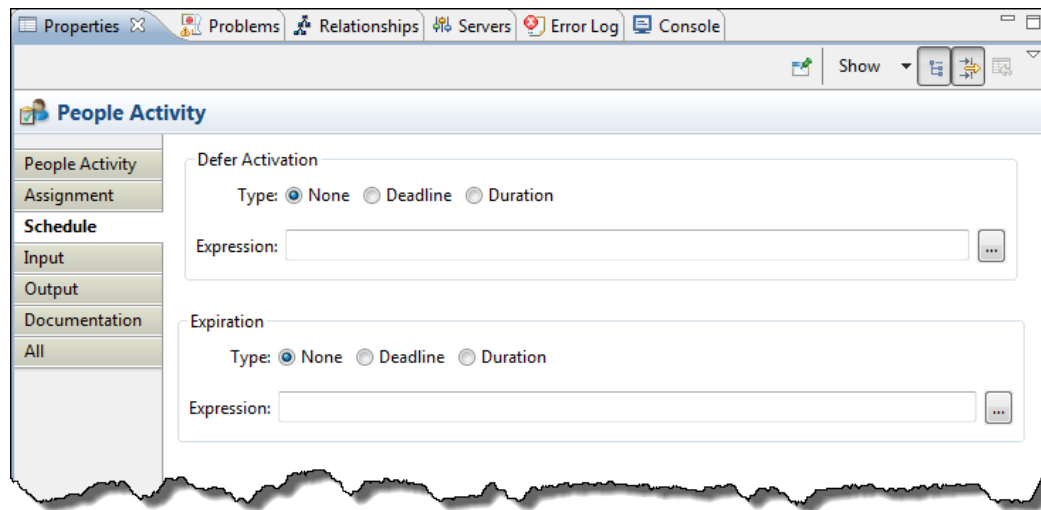 Properties Problems Relationships Servers Error Log Console
Show
People Activity
People Activity
Assignment
Schedule
Input
Output
Documentation
All
Defer Activation
Type: None Deadline Duration
Expression: ...
Expiration
Type: None Deadline Duration
Expression: ...